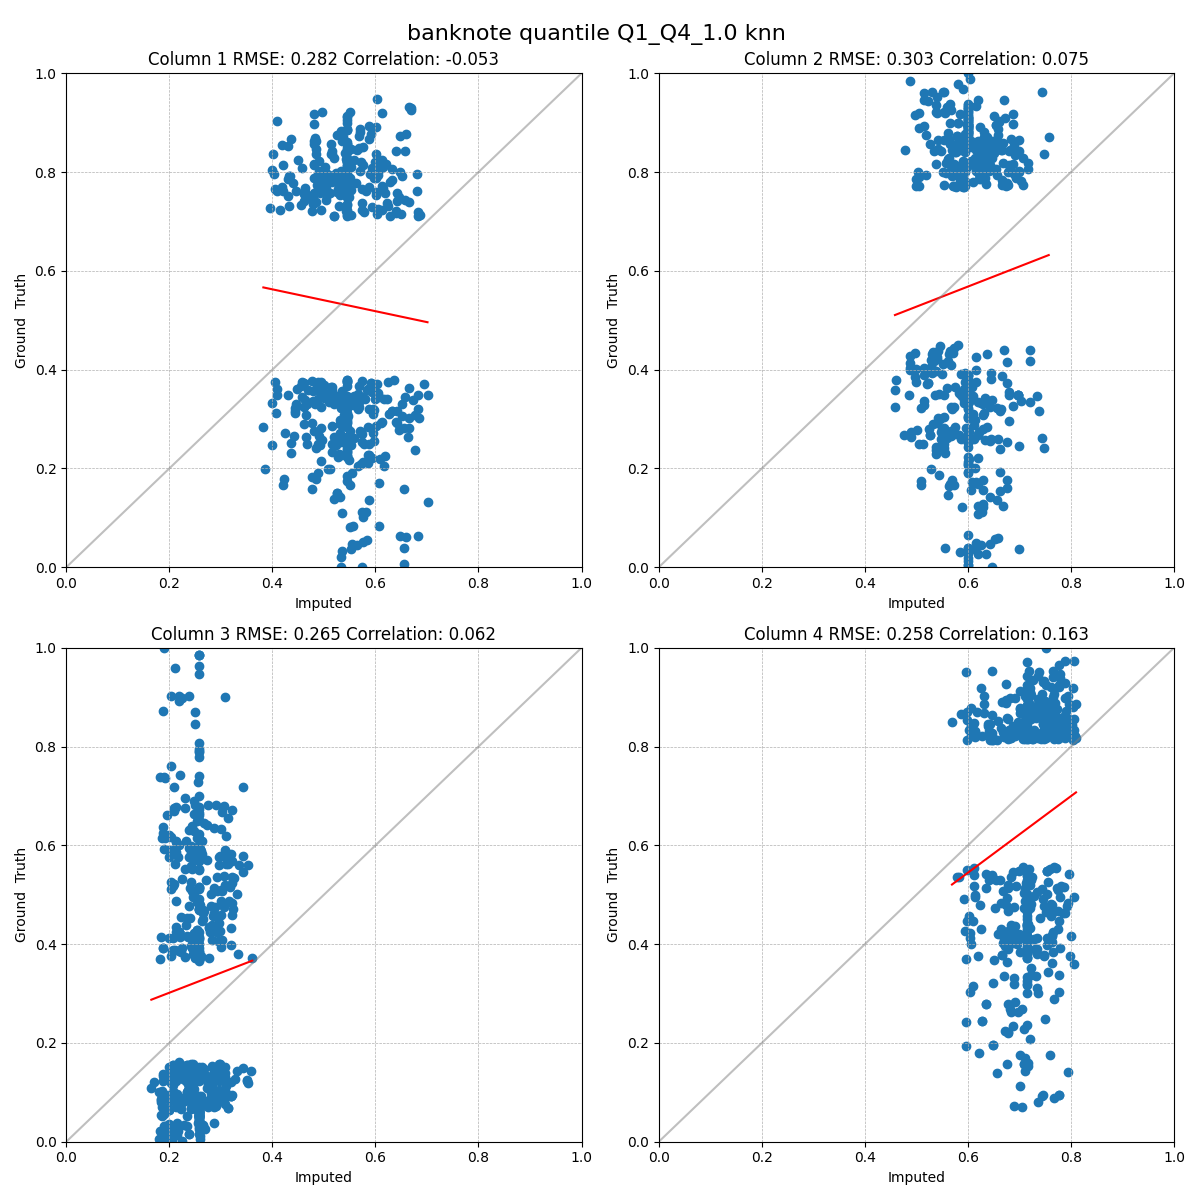 banknote quantile Q1_Q4_1.0 knn
Column 1 RMSE: 0.282 Correlation: -0.053
1.0
0.8
0.6
0.4
0.2
0.0
Ground Truth
0.0 0.2 0.4 0.6 0.8 1.0
Imputed
Column 2 RMSE: 0.303 Correlation: 0.075
1.0
0.8
0.6
0.4
0.2
0.0
Ground Truth
0.0 0.2 0.4 0.6 0.8 1.0
Imputed
Column 3 RMSE: 0.265 Correlation: 0.062
1.0
0.8
0.6
0.4
0.2
0.0
Ground Truth
0.0 0.2 0.4 0.6 0.8 1.0
Imputed
Column 4 RMSE: 0.258 Correlation: 0.163
1.0
0.8
0.6
0.4
0.2
0.0
Ground Truth
0.0 0.2 0.4 0.6 0.8 1.0
Imputed